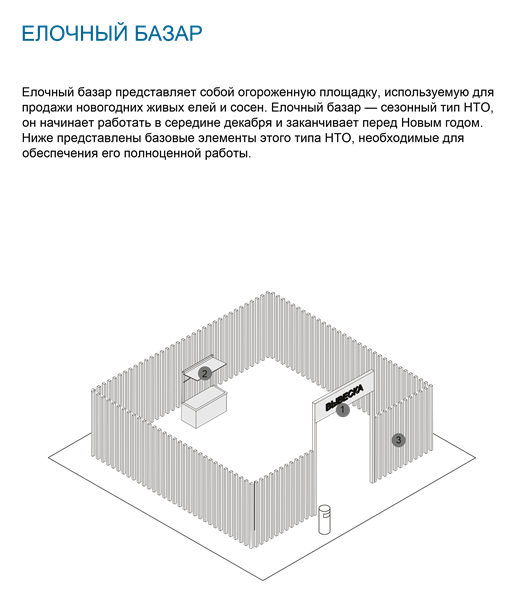 ЕЛОЧНЫЙ БАЗАР
Елочный базар представляет собой огороженную площадку, используемую для
продажи новогодних живых елей и сосен. Елочный базар — сезонный тип НТО,
он начинает работать в середине декабря и заканчивает перед Новым годом.
Ниже представлены базовые элементы этого типа НТО, необходимые для
обеспечения его полноценной работы.
2
ВЫВЕСКА
1
3